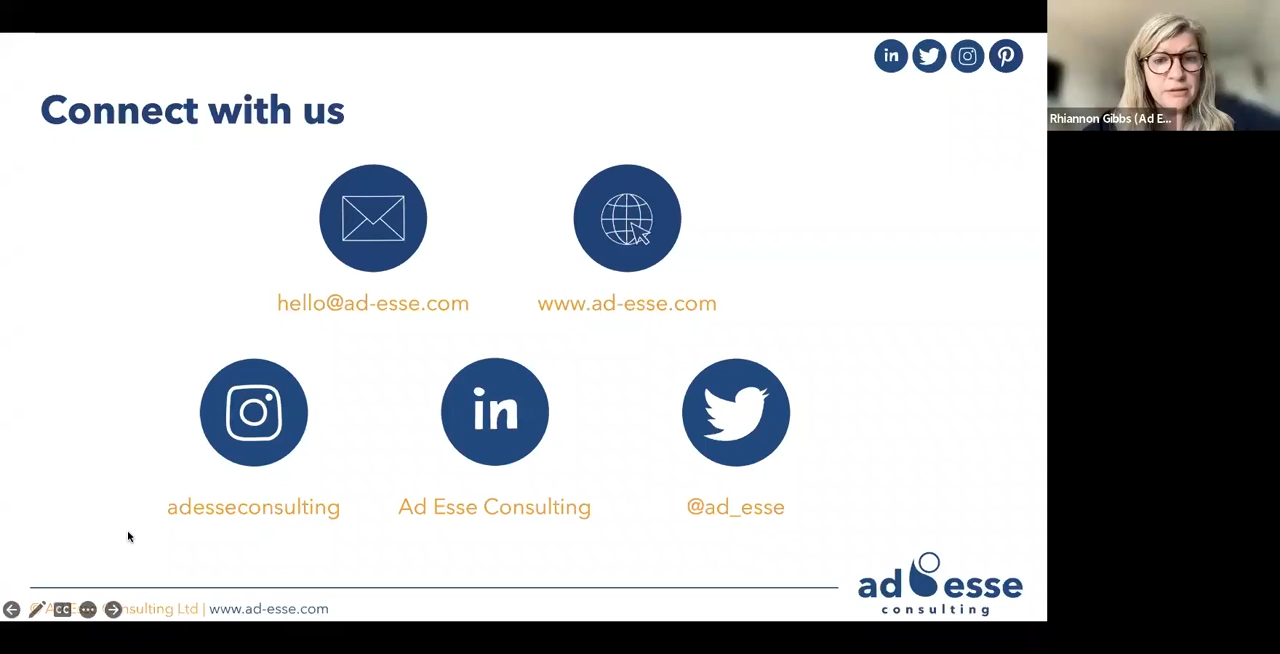 Connect with us
Rhiannon Gibbs (Ad E...
hello@ad-esse.com
www.ad-esse.com
in
adesseconsulting
Ad Esse Consulting
@ad_esse
ad esse
consulting
nsulting Ltd | www.ad-esse.com